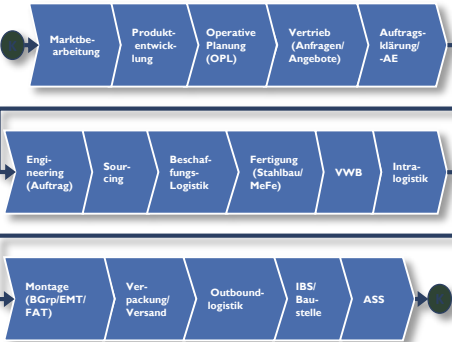 Marktbe-
arbeitung
Produkt-
entwick-
lung
Operative
Planung
(OPL)
Vertrieb
(Anfragen/
Angebote)
Auftrags-
klärung/
-AE
Engi-
neering
(Auftrag)
Sour-
cing
Beschaf-
fungs-
Logistik
Fertigung
(Stahlbau/
MeFe)
VWB
Intra-
logistik
Montage
(BGrp/EMT/
FAT)
Ver-
packung/
Versand
Outbound-
logistik
IBS/
Bau-
stelle
ASS